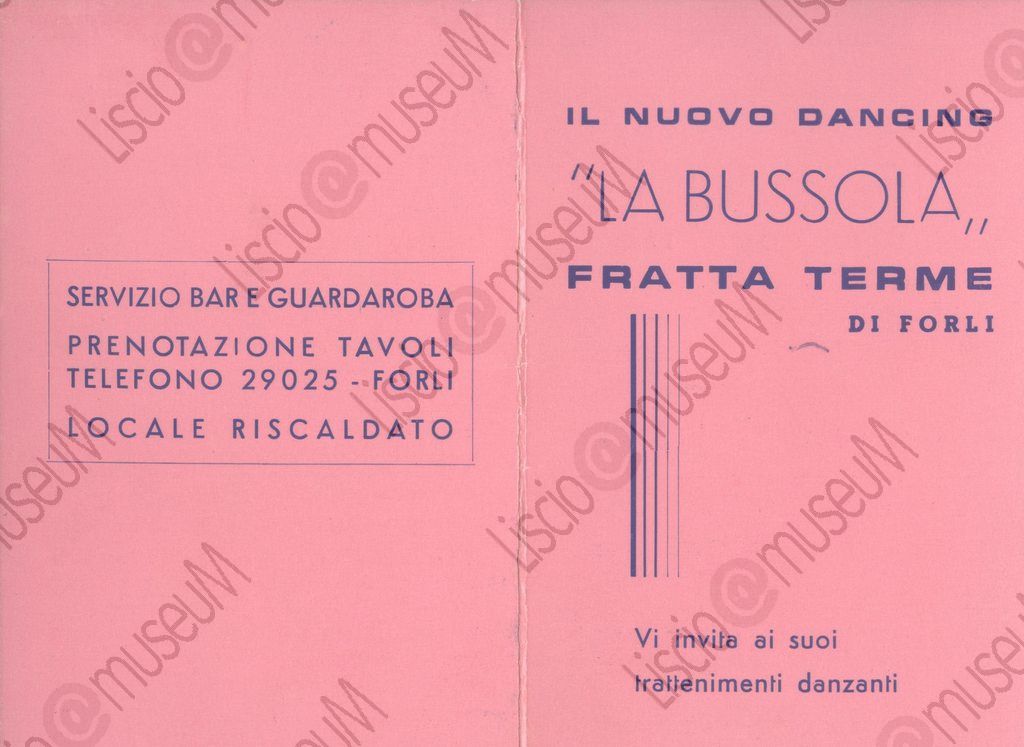 SERVIZIO BAR E GUARDAROBA
PRENOTAZIONE TAVOLI
TELEFONO 29025 - FORLI
LOCALE RISCALDATO
IL NUOVO DANCING
"LA BUSSOLA„
FRATTA TERME
DI FORLI
Vi invita ai suoi
trattenimenti danzanti
Liscio@museuM